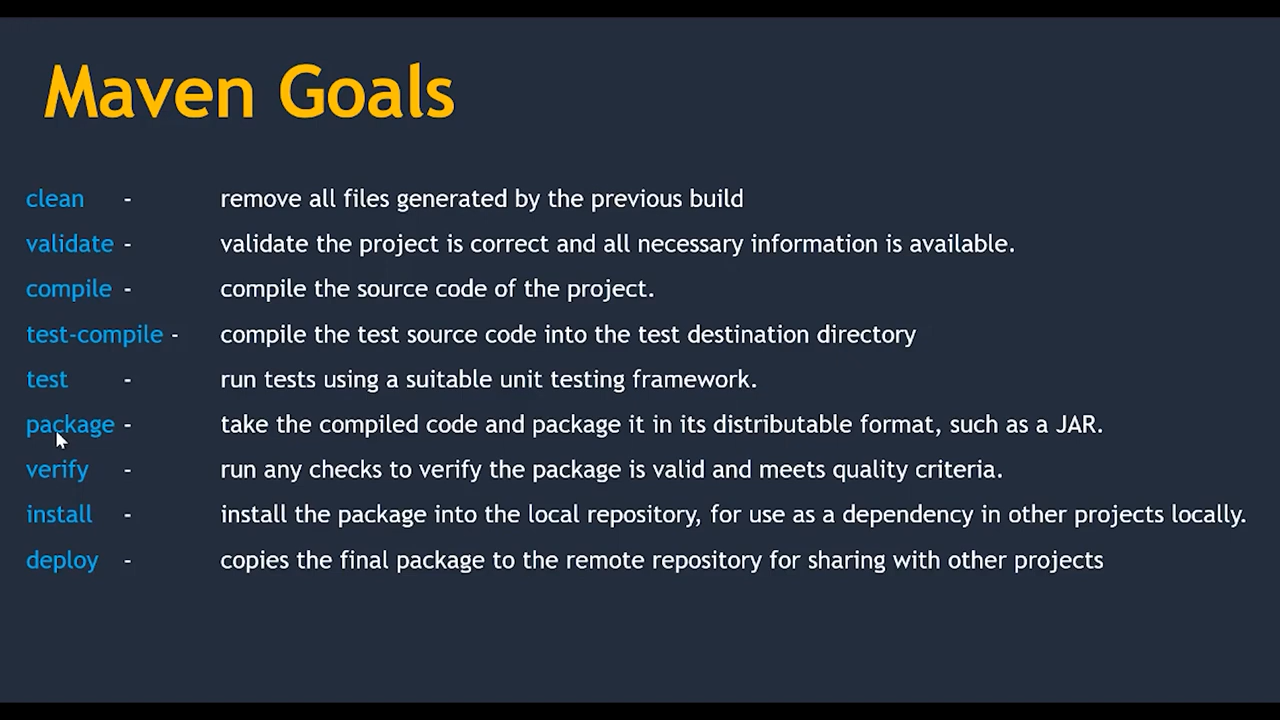 Maven Goals
clean - remove all files generated by the previous build
validate - validate the project is correct and all necessary information is available.
compile - compile the source code of the project.
test-compile - compile the test source code into the test destination directory
test - run tests using a suitable unit testing framework.
package - take the compiled code and package it in its distributable format, such as a JAR.
verify - run any checks to verify the package is valid and meets quality criteria.
install - install the package into the local repository, for use as a dependency in other projects locally.
deploy - copies the final package to the remote repository for sharing with other projects